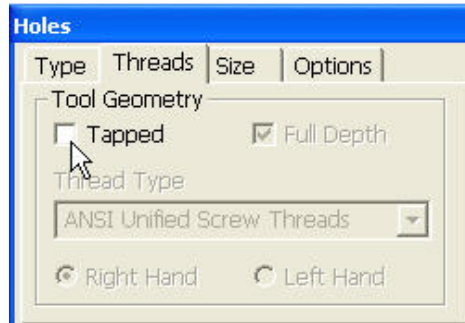 Holes
Type Threads Size Options
Tool Geometry
Tapped Full Depth
Thread Type
ANSI Unified Screw Threads
Right Hand Left Hand